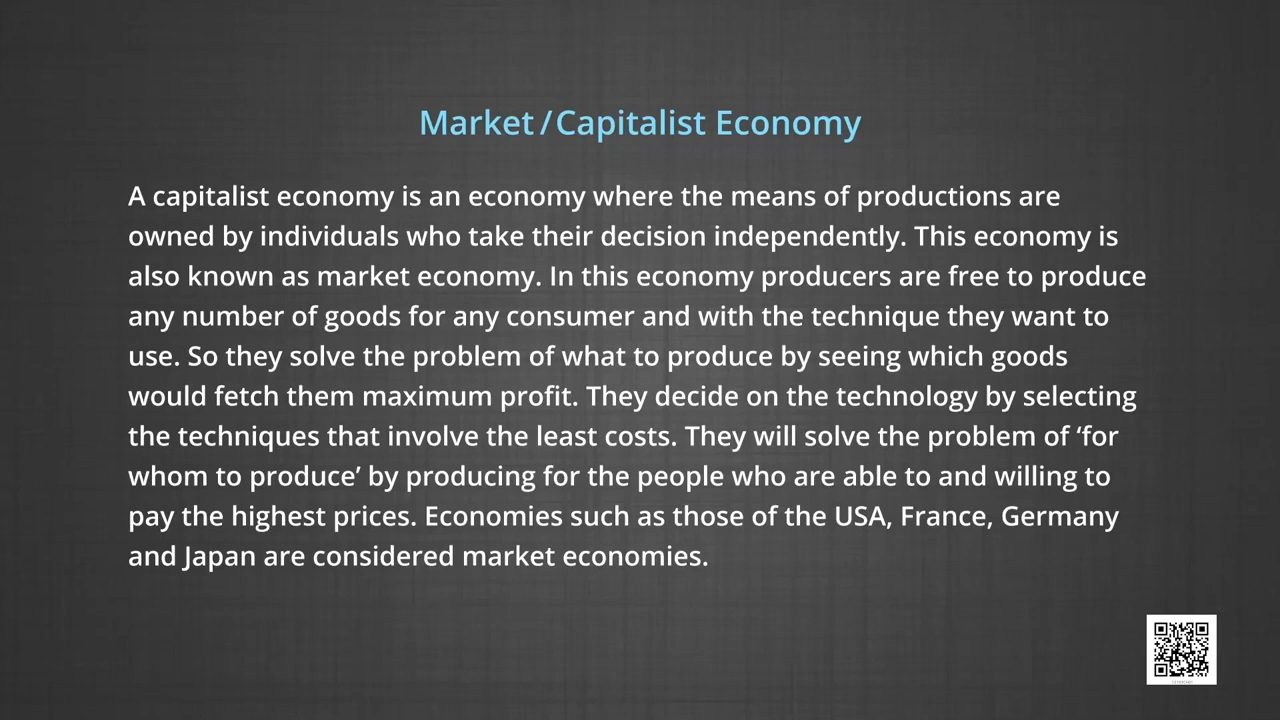 Market / Capitalist Economy
A capitalist economy is an economy where the means of productions are
owned by individuals who take their decision independently. This economy is
also known as market economy. In this economy producers are free to produce
any number of goods for any consumer and with the technique they want to
use. So they solve the problem of what to produce by seeing which goods
would fetch them maximum profit. They decide on the technology by selecting
the techniques that involve the least costs. They will solve the problem of ‘for
whom to produce’ by producing for the people who are able to and willing to
pay the highest prices. Economies such as those of the USA, France, Germany
and Japan are considered market economies.